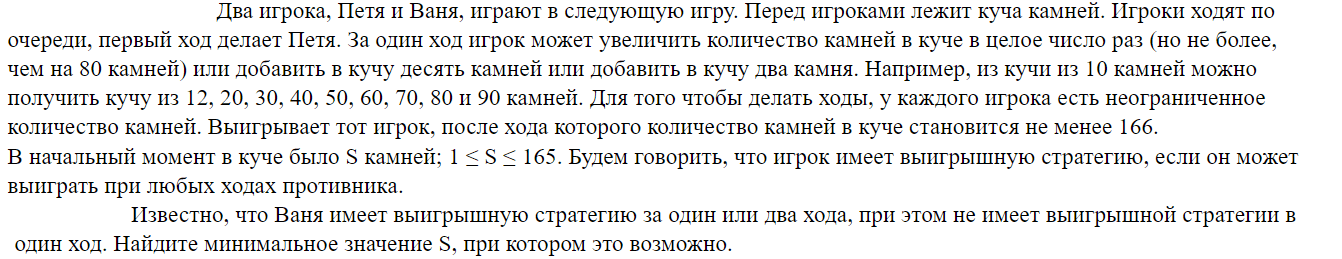 Два игрока, Петя и Ваня, играют в следующую игру. Перед игроками лежит куча камней. Игроки ходят по
очереди, первый ход делает Петя. За один ход игрок может увеличить количество камней в куче в целое число раз (но не более,
чем на 80 камней) или добавить в кучу десять камней или добавить в кучу два камня. Например, из кучи из 10 камней можно
получить кучу из 12, 20, 30, 40, 50, 60, 70, 80 и 90 камней. Для того чтобы делать ходы, у каждого игрока есть неограниченное
количество камней. Выигрывает тот игрок, после хода которого количество камней в куче становится не менее 166.
В начальный момент в куче было S камней; 1 ≤ S ≤ 165. Будем говорить, что игрок имеет выигрышную стратегию, если он может
выиграть при любых ходах противника.
Известно, что Ваня имеет выигрышную стратегию за один или два хода, при этом не имеет выигрышной стратегии в
один ход. Найдите минимальное значение S, при котором это возможно.